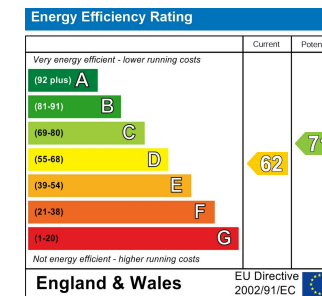 Energy Efficiency Rating
Current
Very energy efficient - lower running costs
(92 plus) A
(81-91) B
(69-80) C
(55-68) D
(39-54) E
(21-38) F
(1-20) G
62
Not energy efficient - higher running costs
England & Wales
EU Directive
2002/91/EC